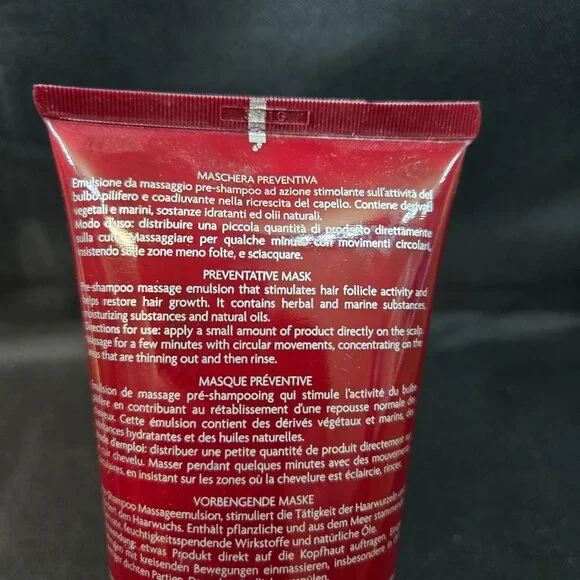 MASCHERA PREVENTIVA
Emulsione da massaggio pre-shampoo ad azione stimolante sull'attività del
bulbo pilifero e coadiuvante nella ricrescita del capello. Contiene derivati
vegetali e marini, sostanze idratanti ed olii naturali.
Modo d'uso: distribuire una piccola quantità di prodotto direttamente
sulla cute. Massaggiare per qualche minuto con movimenti circolari,
insistendo sulle zone meno folte, e sciacquare.
PREVENTATIVE MASK
Pre-shampoo massage emulsion that stimulates hair follicle activity and
helps restore hair growth. It contains herbal and marine substances,
moisturizing substances and natural oils.
Directions for use: apply a small amount of product directly on the scalp.
Massage for a few minutes with circular movements, concentrating on the
areas that are thinning out and then rinse.
MASQUE PRÉVENTIVE
Emulsion de massage pré-shampooing qui stimule l'activité du bulbe
pilifère en contribuant au rétablissement d'une repousse normale des
cheveux. Cette émulsion contient des dérivés végétaux et marins, des
substances hydratantes et des huiles naturelles.
Mode d'emploi: distribuer une petite quantité de produit directement sur
cuir chevelu. Masser pendant quelques minutes avec des mouvements
circulaires, en insistant sur les zones où la chevelure est éclaircie, rincer.
VORBENGENDE MASKE
Pre-Shampoo Massageemulsion, stimuliert die Tätigkeit der Haarwurzeln und
den Haarwuchs. Enthält pflanzliche und aus dem Meer stammende
feuchtigkeitsspendende Wirkstoffe und natürliche Öle.
etwas Produkt direkt auf die Kopfhaut auftragen.
mit kreisenden Bewegungen einmassieren, insbesondere in
dichten Partien.